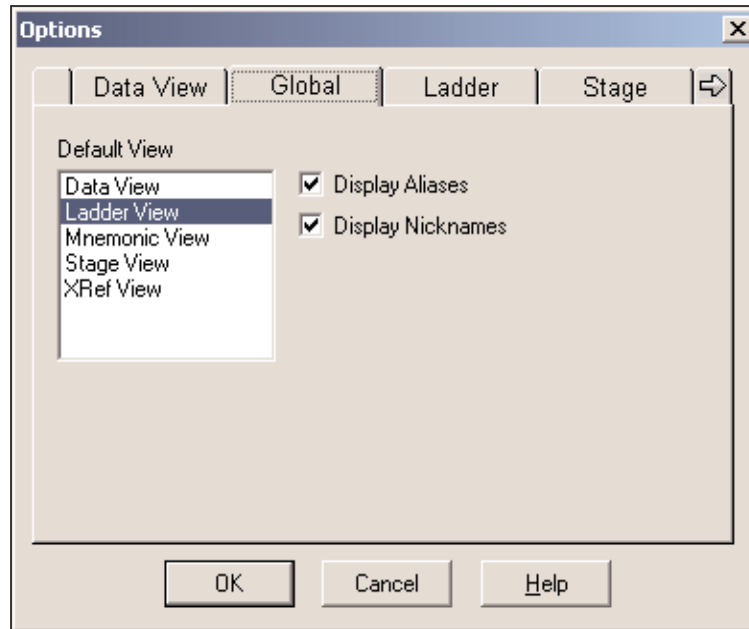 Options
Data View Global Ladder Stage
Default View
Data View
Ladder View
Mnemonic View
Stage View
XRef View
Display Aliases
Display Nicknames
OK Cancel Help